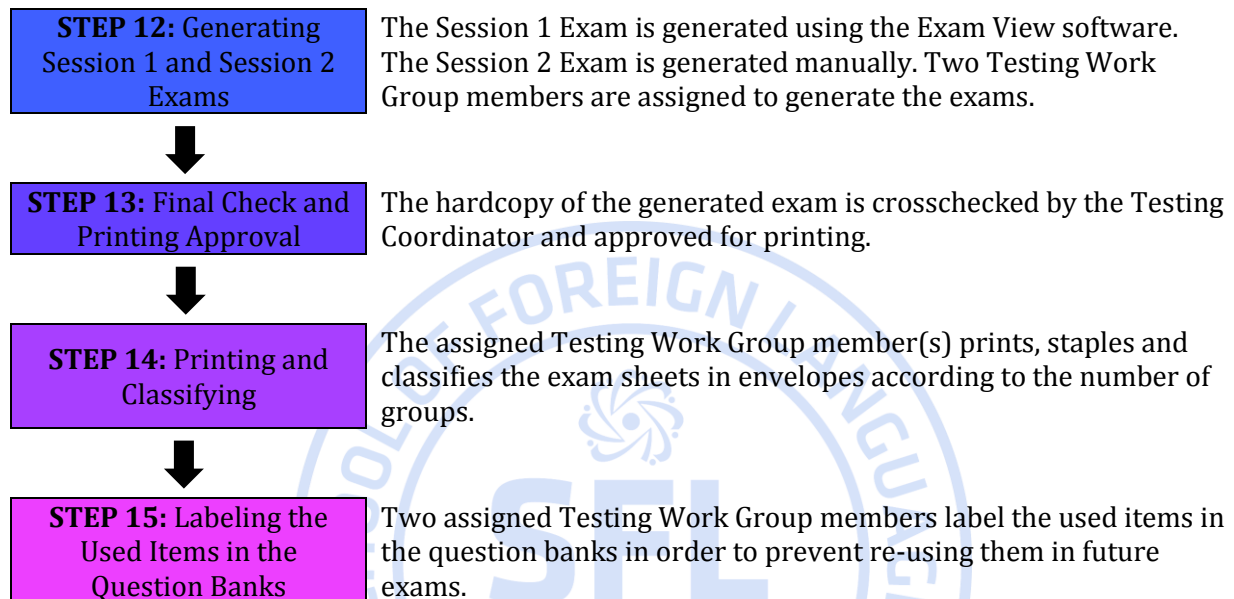 STEP 12: Generating
Session 1 and Session 2
Exams
The Session 1 Exam is generated using the Exam View software.
The Session 2 Exam is generated manually. Two Testing Work
Group members are assigned to generate the exams.
STEP 13: Final Check and
Printing Approval
The hardcopy of the generated exam is crosschecked by the Testing
Coordinator and approved for printing.
STEP 14: Printing and
Classifying
The assigned Testing Work Group member(s) prints, staples and
classifies the exam sheets in envelopes according to the number of
groups.
STEP 15: Labeling the
Used Items in the
Question Banks
Two assigned Testing Work Group members label the used items in
the question banks in order to prevent re-using them in future
exams.
OF FOREIGN
SFL